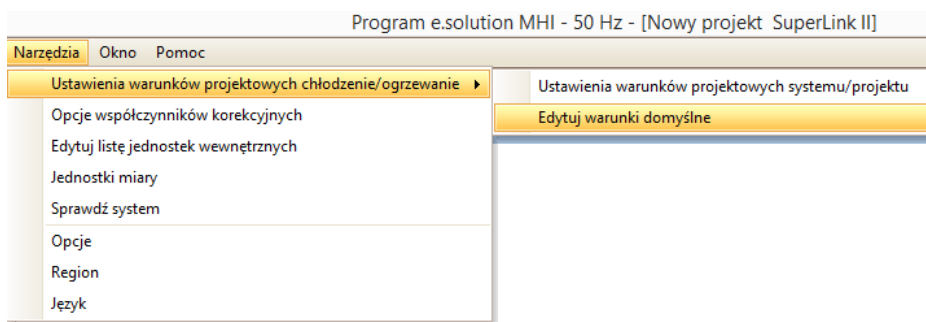 Program e.solution MHI - 50 Hz - [Nowy projekt SuperLink II]
Narzędzia Okno Pomoc
Ustawienia warunków projektowych chłodzenie/ogrzewanie
Ustawienia warunków projektowych systemu/projektu
Opcje współczynników korekcyjnych
Edytuj warunki domyślne
Edytuj listę jednostek wewnętrznych
Jednostki miary
Sprawdź system
Opcje
Region
Język